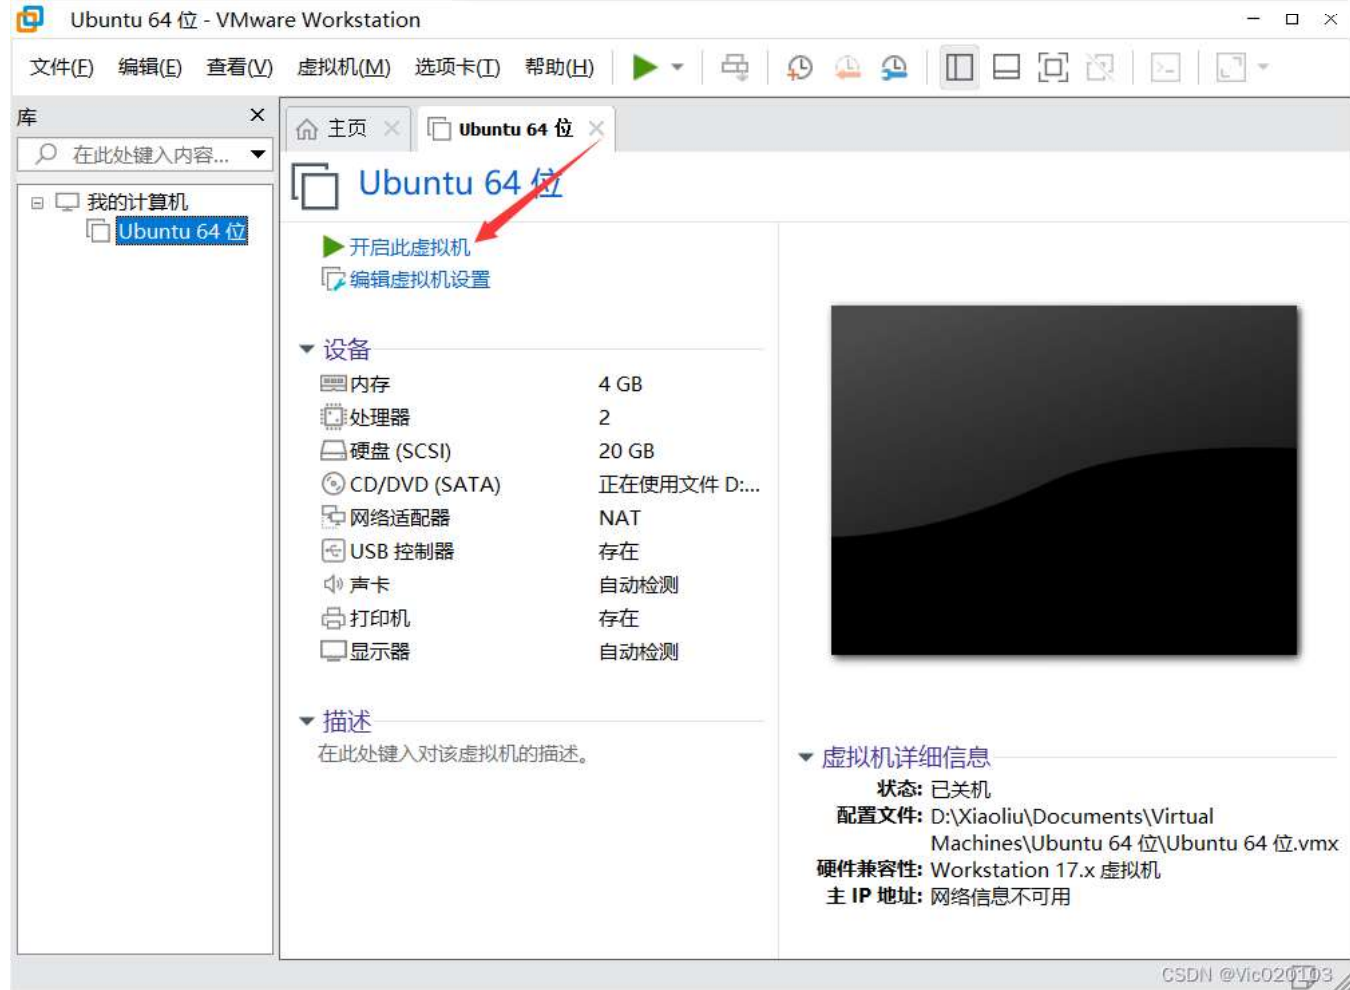 Ubuntu 64 位 - VMware Workstation
文件(F) 编辑(E) 查看(V) 虚拟机(M) 选项卡(T) 帮助(H)
库
在此处键入内容...
我的计算机
Ubuntu 64 位
主页
Ubuntu 64 位
Ubuntu 64 位
开启此虚拟机
编辑虚拟机设置
设备
内存 4 GB
处理器 2
硬盘 (SCSI) 20 GB
CD/DVD (SATA) 正在使用文件 D:...
网络适配器 NAT
USB 控制器 存在
声卡 自动检测
打印机 存在
显示器 自动检测
描述
在此处键入对该虚拟机的描述。
虚拟机详细信息
状态: 已关机
配置文件: D:\Xiaoliu\Documents\Virtual
Machines\Ubuntu 64 位\Ubuntu 64 位.vmx
硬件兼容性: Workstation 17.x 虚拟机
主 IP 地址: 网络信息不可用
CSDN @Vic020103